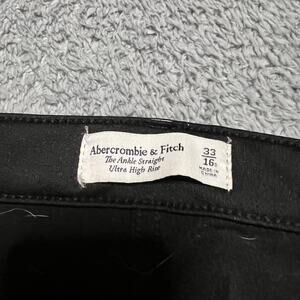 Abercrombie & Fitch
The Ankle Straight
Ultra High Rise
33
16S
MADE IN
CHINA